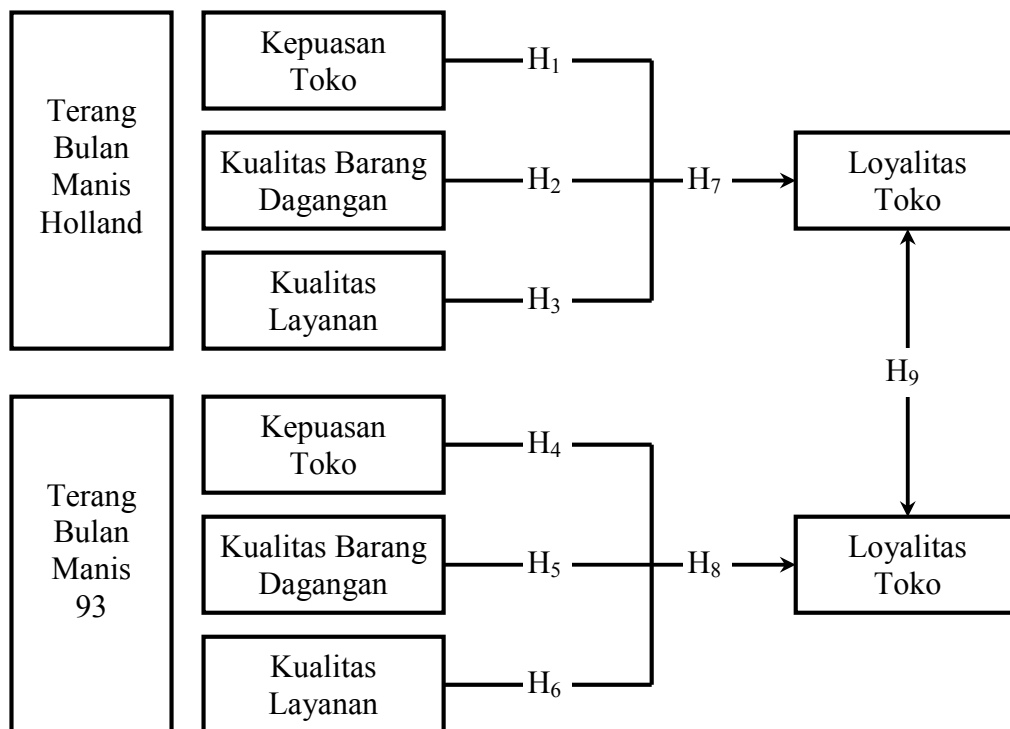 Terang
Bulan
Manis
Holland
Kepuasan
Toko
H₁
Kualitas Barang
Dagangan
H₂
Kualitas
Layanan
H₃
H₇
Loyalitas
Toko
H₉
Terang
Bulan
Manis
93
Kepuasan
Toko
H₄
Kualitas Barang
Dagangan
H₅
Kualitas
Layanan
H₆
H₈
Loyalitas
Toko